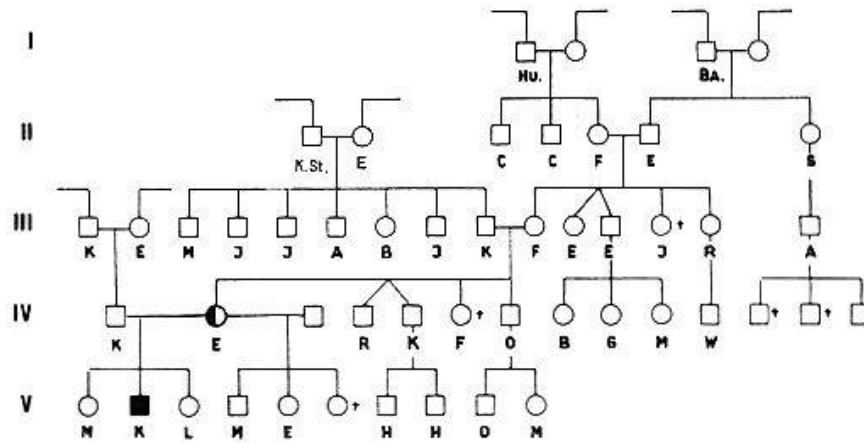 I
Hu. BA.
II
K.St. E C C F E S
III
K E M J J A B J K F E E J † R A
IV
K E R K F † O B G M W † †
V
M K L M E † H H O M